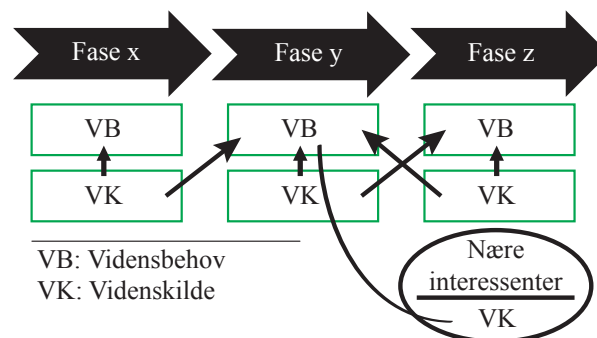 Fase x
Fase y
Fase z
VB
VB
VB
VK
VK
VK
VB: Vidensbehov
VK: Videnskilde
Nære
interessenter
VK